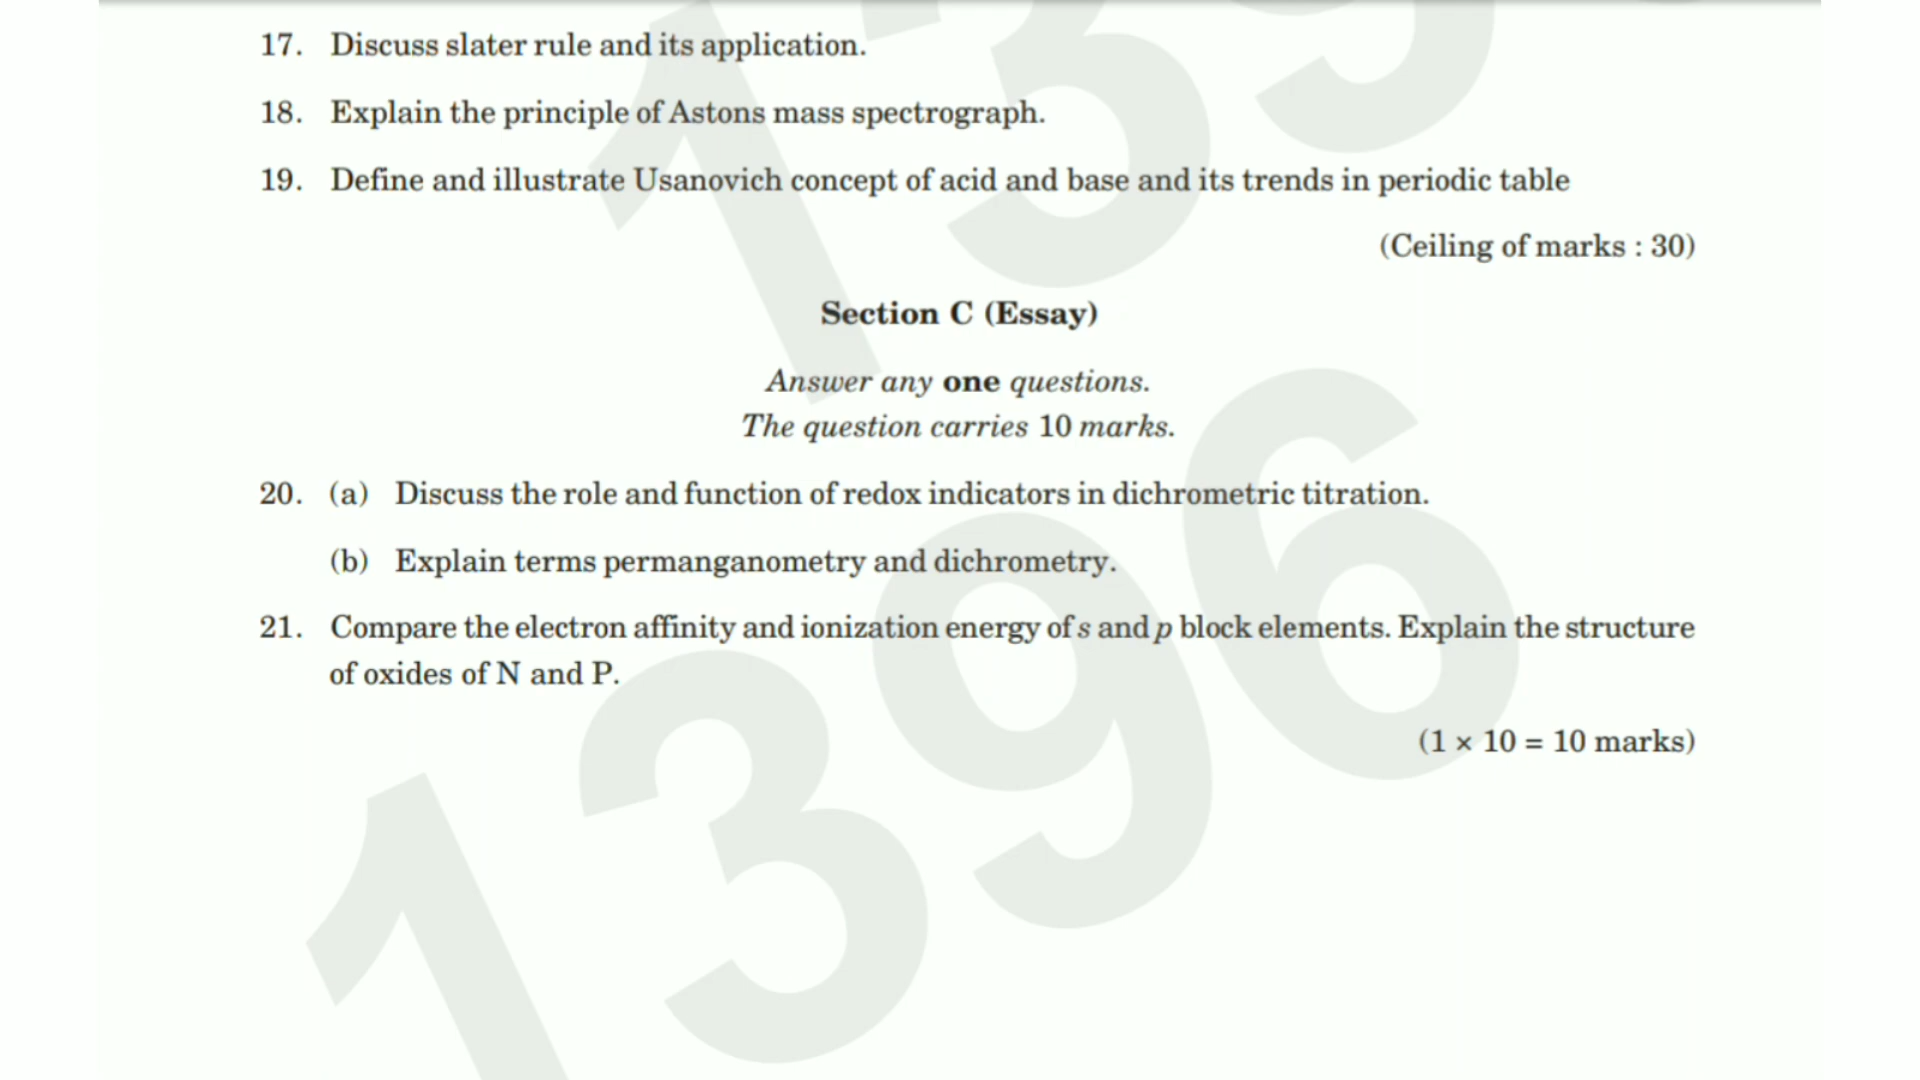 17. Discuss slater rule and its application.
18. Explain the principle of Astons mass spectrograph.
19. Define and illustrate Usanovich concept of acid and base and its trends in periodic table
(Ceiling of marks : 30)
Section C (Essay)
Answer any one questions.
The question carries 10 marks.
20. (a) Discuss the role and function of redox indicators in dichrometric titration.
(b) Explain terms permanganometry and dichrometry.
21. Compare the electron affinity and ionization energy of s and p block elements. Explain the structure
of oxides of N and P.
(1 × 10 = 10 marks)
1396